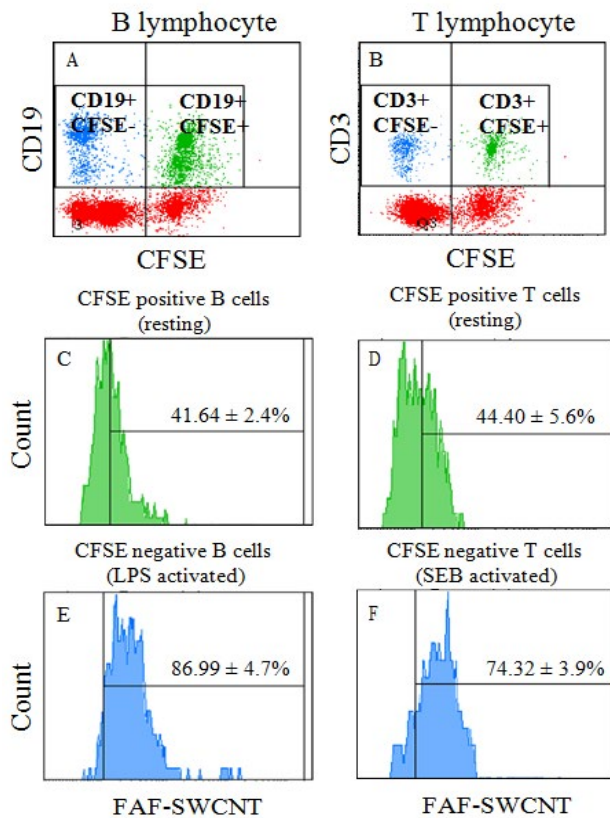 B lymphocyte
T lymphocyte
A
CD19+ CD19+
CFSE- CFSE+
CD19
CFSE
B
CD3+ CD3+
CFSE- CFSE+
CD3
CFSE
CFSE positive B cells
(resting)
C
41.64 ± 2.4%
Count
CFSE positive T cells
(resting)
D
44.40 ± 5.6%
CFSE negative B cells
(LPS activated)
E
86.99 ± 4.7%
Count
FAF-SWCNT
CFSE negative T cells
(SEB activated)
F
74.32 ± 3.9%
FAF-SWCNT